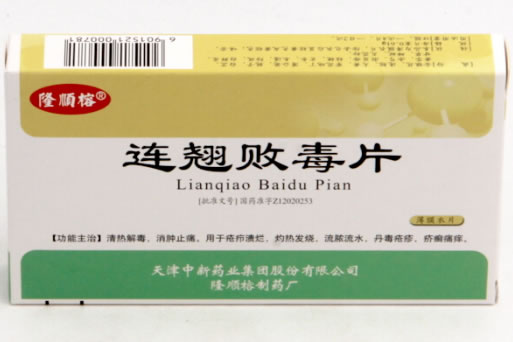 6 901521 000781
隆顺榕®
连翘败毒片
Lianqiao Baidu Pian
[批准文号] 国药准字Z12020253
薄膜衣片
【功能主治】清热解毒,消肿止痛。用于疮疖溃烂,灼热发烧,流脓流水,丹毒疮疹,疥癣痛痒。
天津中新药业集团股份有限公司
隆顺榕制药厂